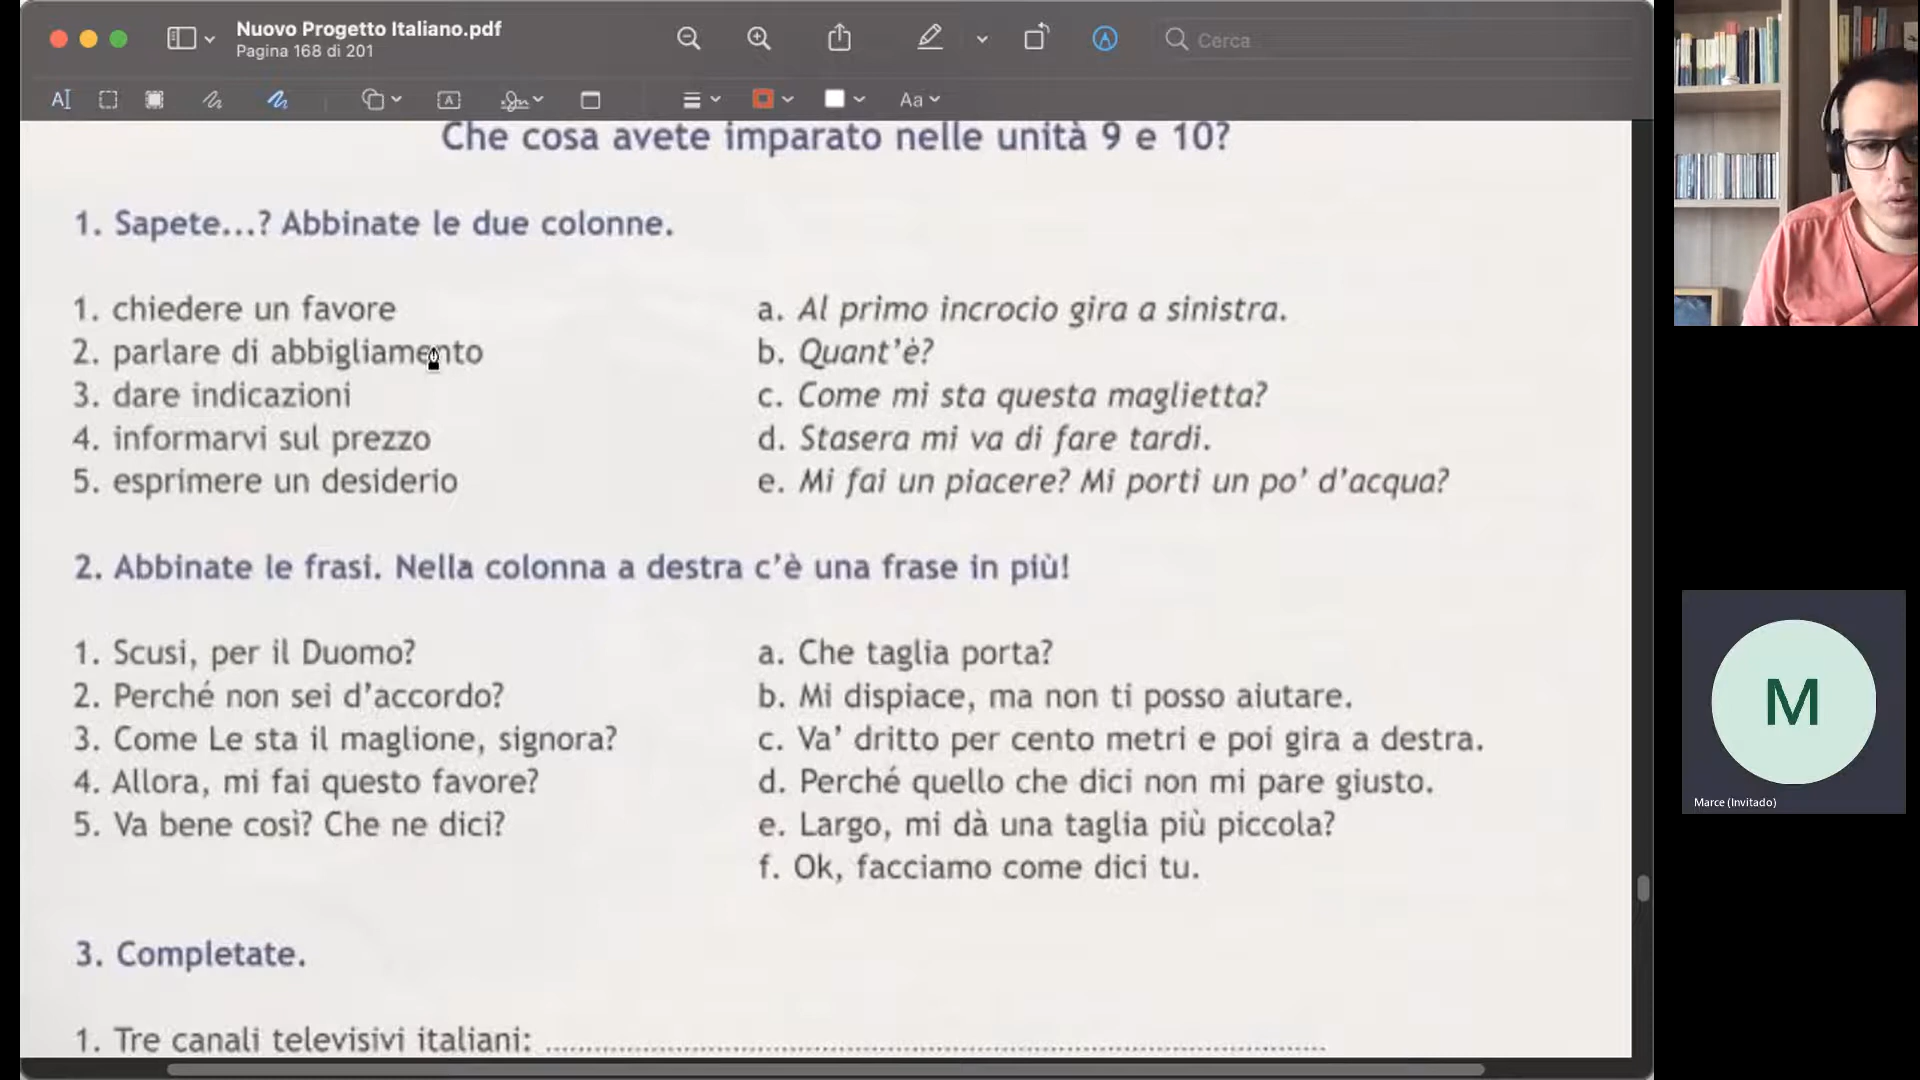 Nuovo Progetto Italiano.pdf
Pagina 168 di 201
Cerca
Aa
Che cosa avete imparato nelle unità 9 e 10?
1. Sapete...? Abbinate le due colonne.
1. chiedere un favore
2. parlare di abbigliamento
3. dare indicazioni
4. informarvi sul prezzo
5. esprimere un desiderio
a. Al primo incrocio gira a sinistra.
b. Quant'è?
c. Come mi sta questa maglietta?
d. Stasera mi va di fare tardi.
e. Mi fai un piacere? Mi porti un po' d'acqua?
2. Abbinate le frasi. Nella colonna a destra c'è una frase in più!
1. Scusi, per il Duomo?
2. Perché non sei d'accordo?
3. Come Le sta il maglione, signora?
4. Allora, mi fai questo favore?
5. Va bene così? Che ne dici?
a. Che taglia porta?
b. Mi dispiace, ma non ti posso aiutare.
c. Va' dritto per cento metri e poi gira a destra.
d. Perché quello che dici non mi pare giusto.
e. Largo, mi dà una taglia più piccola?
f. Ok, facciamo come dici tu.
3. Completate.
1. Tre canali televisivi italiani: ........................................
M
Marce (Invitado)